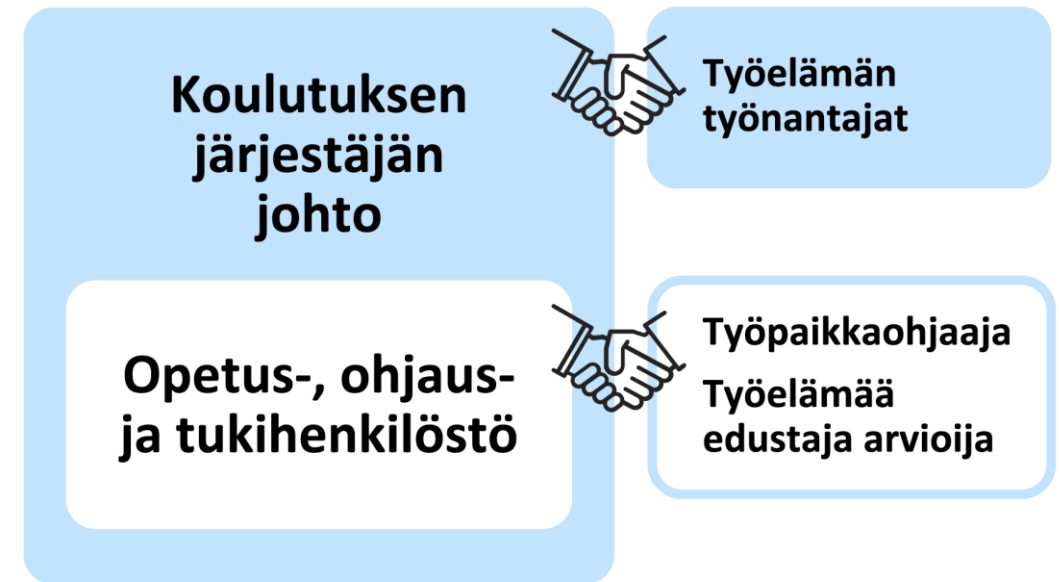 Koulutuksen
järjestäjän
johto
Työelämän
työnantajat
Opetus-, ohjaus-
ja tukihenkilöstö
Työpaikkaohjaaja
Työelämää
edustaja arvioija